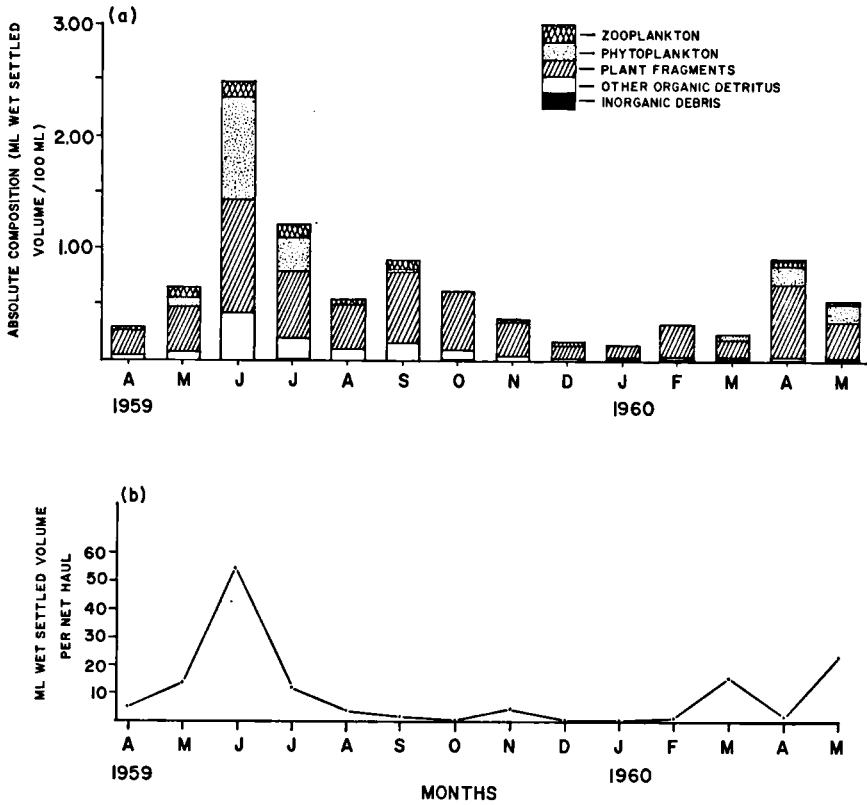 (a)
3.00
2.00
1.00
ABSOLUTE COMPOSITION (ML WET SETTLED
VOLUME / 100 ML)
ZOOPLANKTON
PHYTOPLANKTON
PLANT FRAGMENTS
OTHER ORGANIC DETRITUS
INORGANIC DEBRIS
A M J J A S O N D J F M A M
1959 1960
(b)
ML WET SETTLED VOLUME
PER NET HAUL
60
50
40
30
20
10
A M J J A S O N D J F M A M
1959 1960
MONTHS